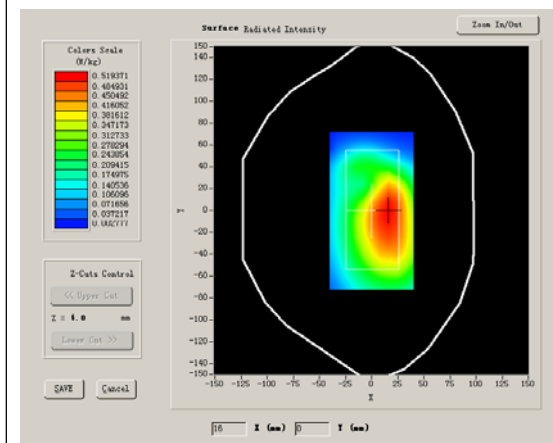 Surface Radiated Intensity
Zoom In/Out
Colors Scale
(W/kg)
0.519371
0.484931
0.450492
0.416052
0.381612
0.347173
0.312733
0.278294
0.243854
0.209415
0.174975
0.140536
0.106096
0.071656
0.037217
0.002777
150
140
120
100
80
60
40
20
0
-20
-40
-60
-80
-100
-120
-140
-150
Y
-150 -125 -100 -75 -50 -25 0 25 50 75 100 125 150
X
Z-Cuts Control
<< Upper Cut
Z = 4.0 mm
Lower Cut >>
SAVE Cancel
16 X (mm) 0 Y (mm)